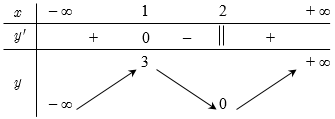 x −∞ 1 2 +∞
y′ + 0 − || +
3 +∞
y
−∞ 0